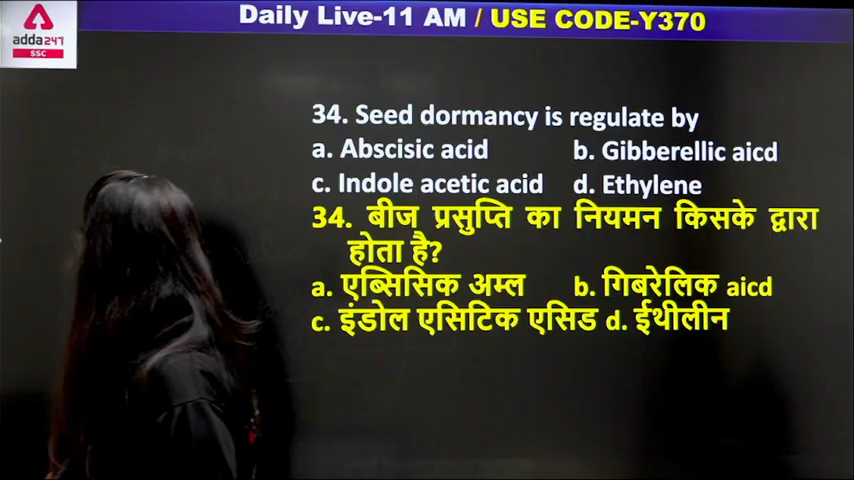 Daily Live-11 AM / USE CODE-Y370
adda247
SSC
34. Seed dormancy is regulate by
a. Abscisic acid b. Gibberellic aicd
c. Indole acetic acid d. Ethylene
34. बीज प्रसुप्ति का नियमन किसके द्वारा
होता है?
a. एब्सिसिक अम्ल b. गिबरेलिक aicd
c. इंडोल एसिटिक एसिड d. ईथीलीन